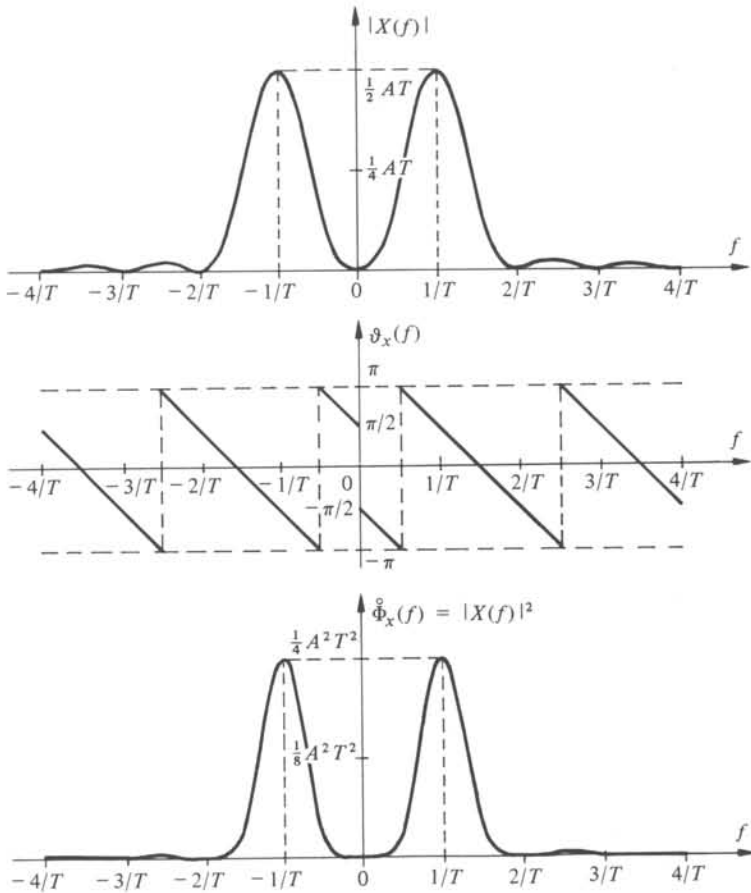 |X(f)|
½ AT
¼ AT
f
−4/T −3/T −2/T −1/T 0 1/T 2/T 3/T 4/T
ϑₓ(f)
π
π/2
f
−4/T −3/T −2/T −1/T 0 1/T 2/T 3/T 4/T
−π/2
−π
Φ̊ₓ(f) = |X(f)|²
¼ A²T²
⅛ A²T²
f
−4/T −3/T −2/T −1/T 0 1/T 2/T 3/T 4/T